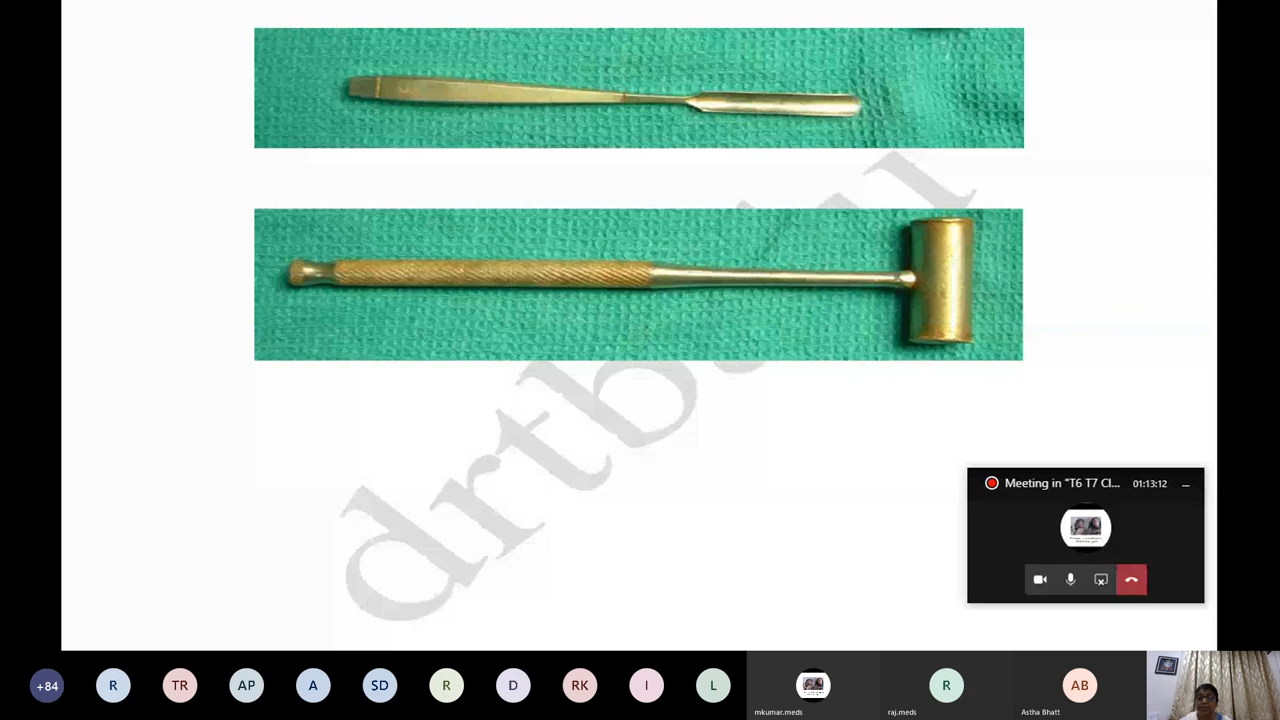 Meeting in "T6 T7 Cl...
01:13:12
+84
R
TR
AP
A
SD
R
D
RK
I
L
mkumar.meds
R
raj.meds
AB
Astha Bhatt